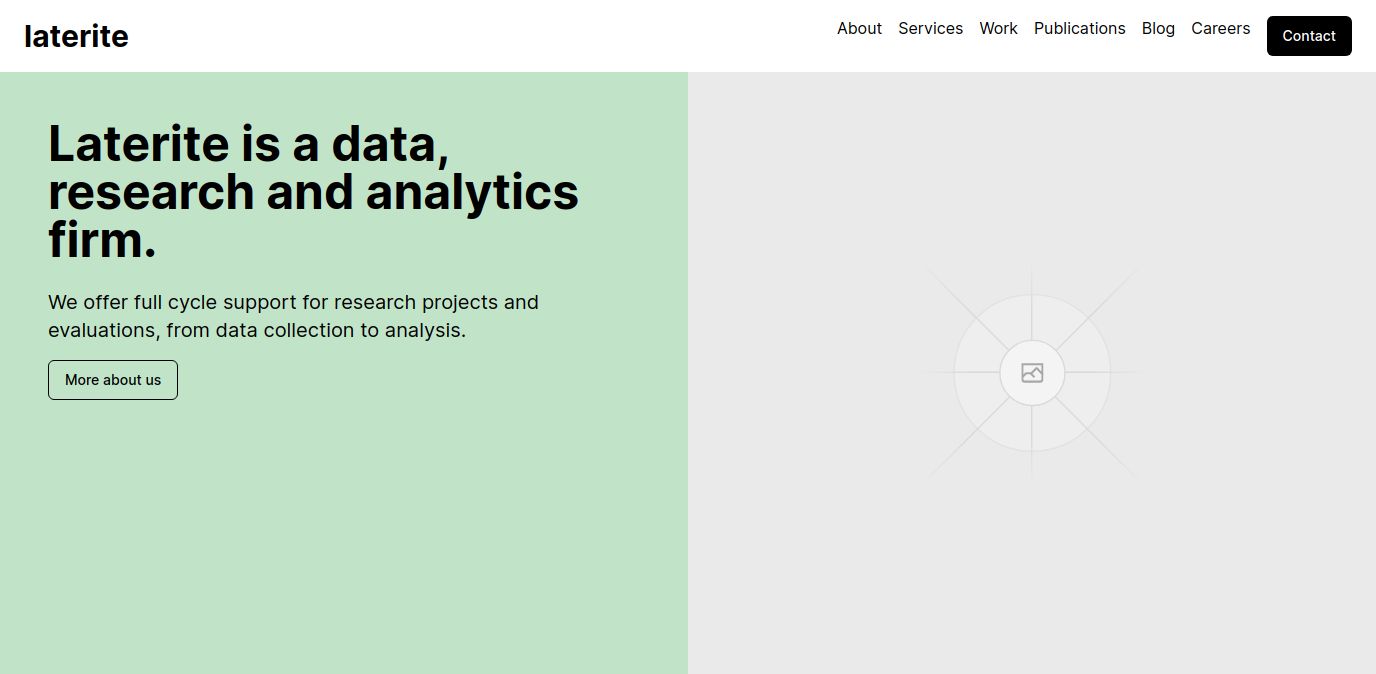 laterite
About Services Work Publications Blog Careers Contact
Laterite is a data,
research and analytics
firm.
We offer full cycle support for research projects and
evaluations, from data collection to analysis.
More about us